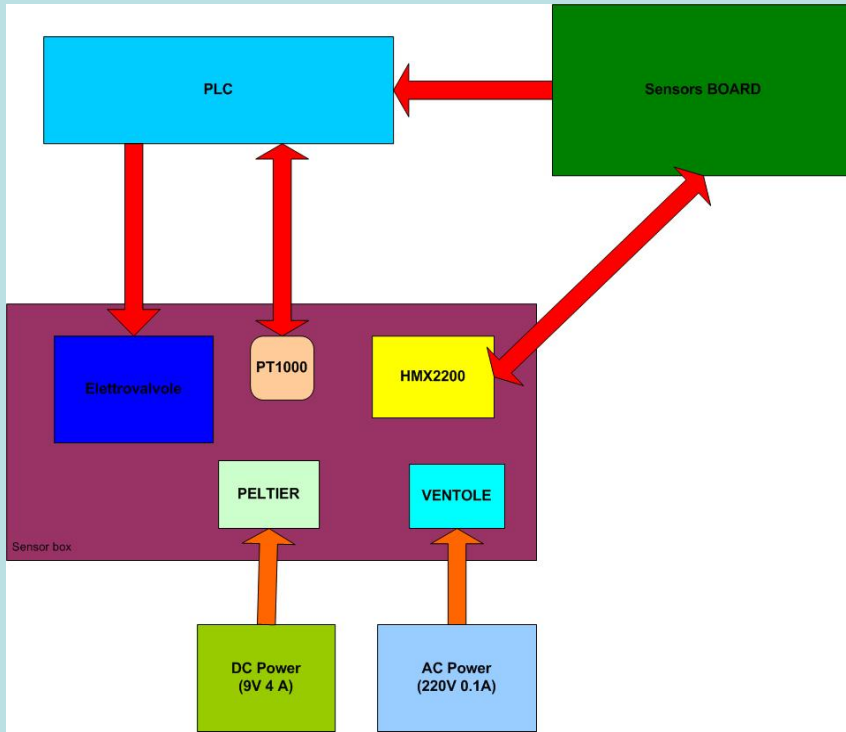 PLC
Sensors BOARD
Elettrovalvole
PT1000
HMX2200
PELTIER
VENTOLE
Sensor box
DC Power
(9V 4 A)
AC Power
(220V 0.1A)